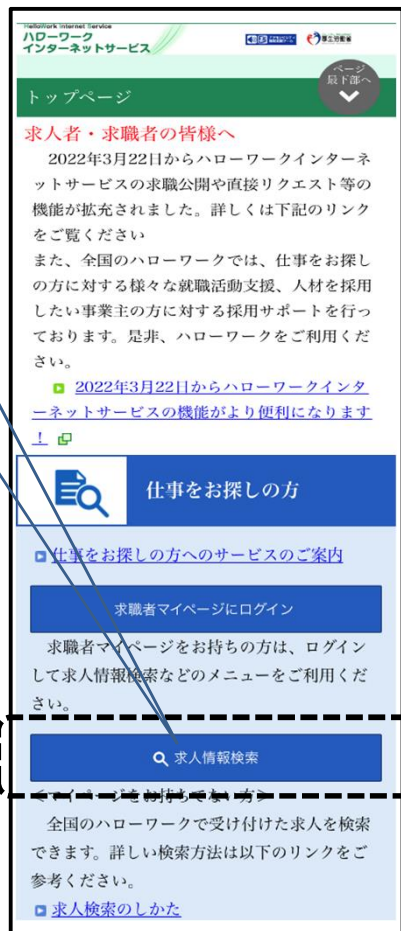 HelloWork Internet Service
ハローワーク
インターネットサービス
厚生労働省
ページ
最下部へ
トップページ
求人者・求職者の皆様へ
2022年3月22日からハローワークインターネ
ットサービスの求職公開や直接リクエスト等の
機能が拡充されました。詳しくは下記のリンク
をご覧ください
また、全国のハローワークでは、仕事をお探し
の方に対する様々な就職活動支援、人材を採用
したい事業主の方に対する採用サポートを行っ
ております。是非、ハローワークをご利用くだ
さい。
2022年3月22日からハローワークインタ
ーネットサービスの機能がより便利になります
！
仕事をお探しの方
仕事をお探しの方へのサービスのご案内
求職者マイページにログイン
求職者マイページをお持ちの方は、ログイン
して求人情報検索などのメニューをご利用くだ
さい。
求人情報検索
＜マイページをお持ちでない方＞
全国のハローワークで受け付けた求人を検索
できます。詳しい検索方法は以下のリンクをご
参考ください。
求人検索のしかた